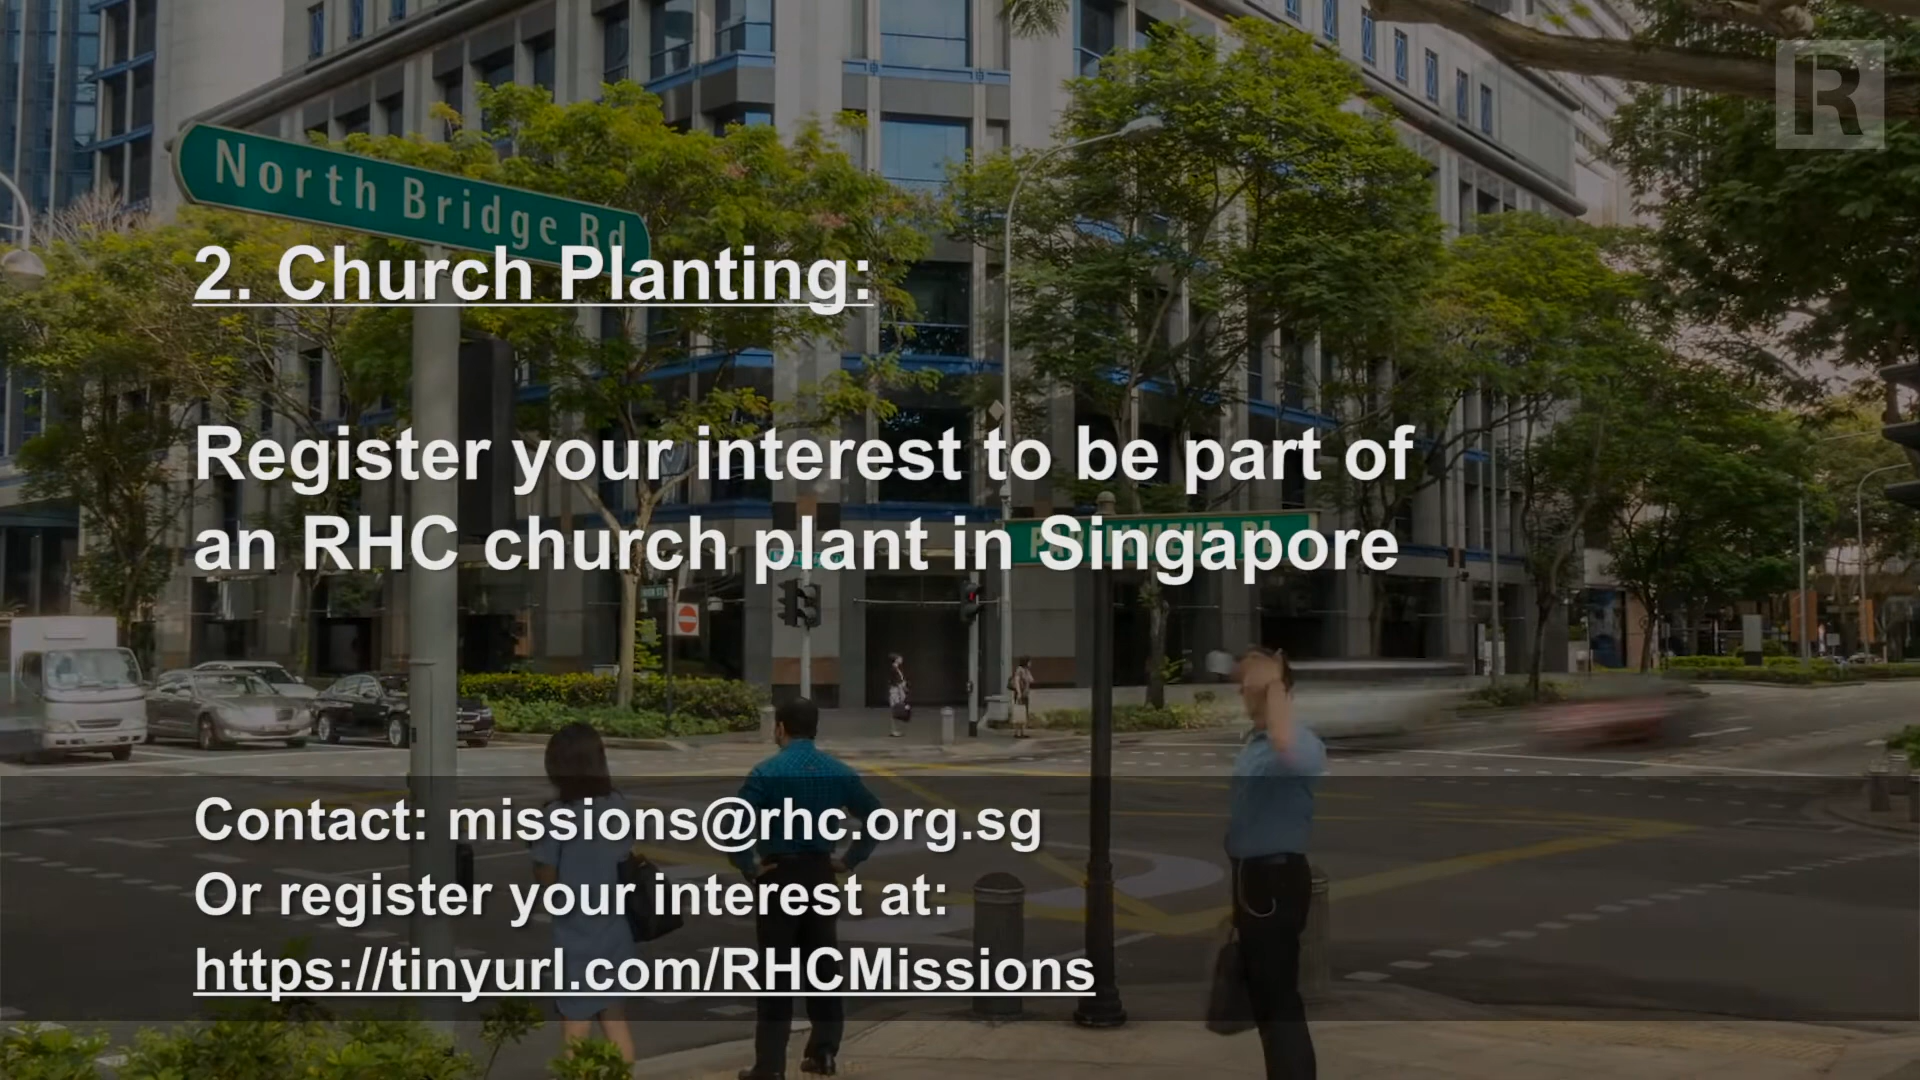 North Bridge Rd
2. Church Planting:
Register your interest to be part of
an RHC church plant in Singapore
Contact: missions@rhc.org.sg
Or register your interest at:
https://tinyurl.com/RHCMissions
R